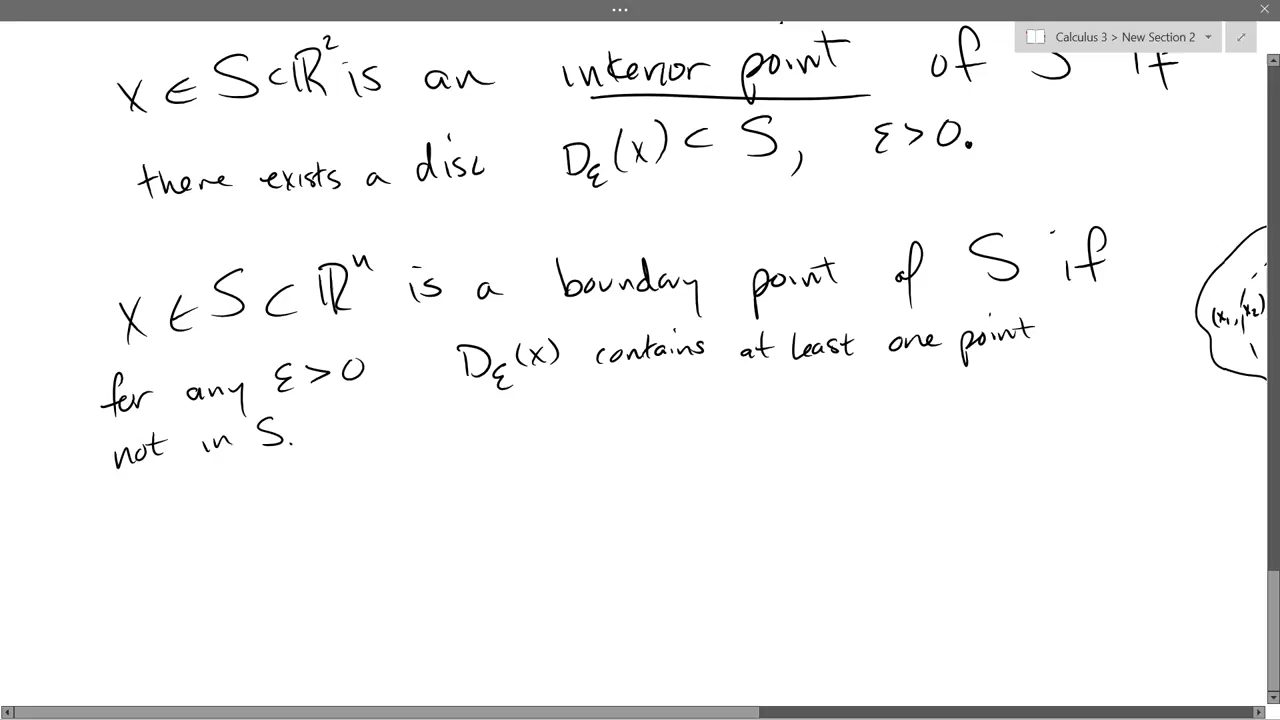 Calculus 3 > New Section 2
x ∈ S ⊂ ℝ² is an interior point of S if
there exists a disc D_ε(x) ⊂ S, ε > 0.
x ∈ S ⊂ ℝⁿ is a boundary point of S if
for any ε > 0 D_ε(x) contains at least one point
not in S.
(x₁, x₂)